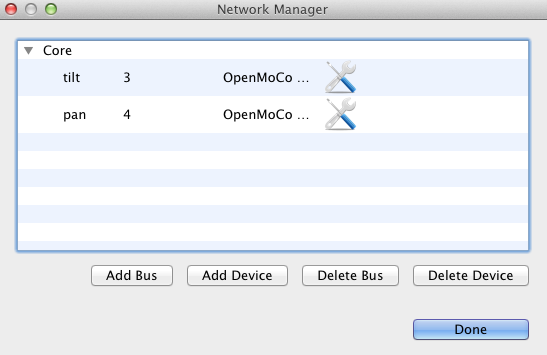 Network Manager
Core
tilt 3 OpenMoCo ...
pan 4 OpenMoCo ...
Add Bus Add Device Delete Bus Delete Device
Done